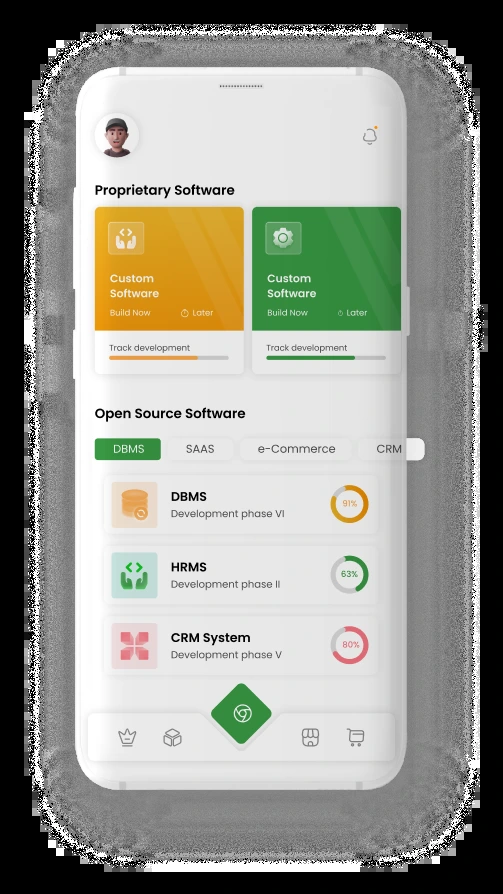 Proprietary Software
Custom
Software
Build Now
Later
Track development
Custom
Software
Build Now
Later
Track development
Open Source Software
DBMS
SAAS
e-Commerce
CRM
DBMS
Development phase VI
91%
HRMS
Development phase II
63%
CRM System
Development phase V
80%